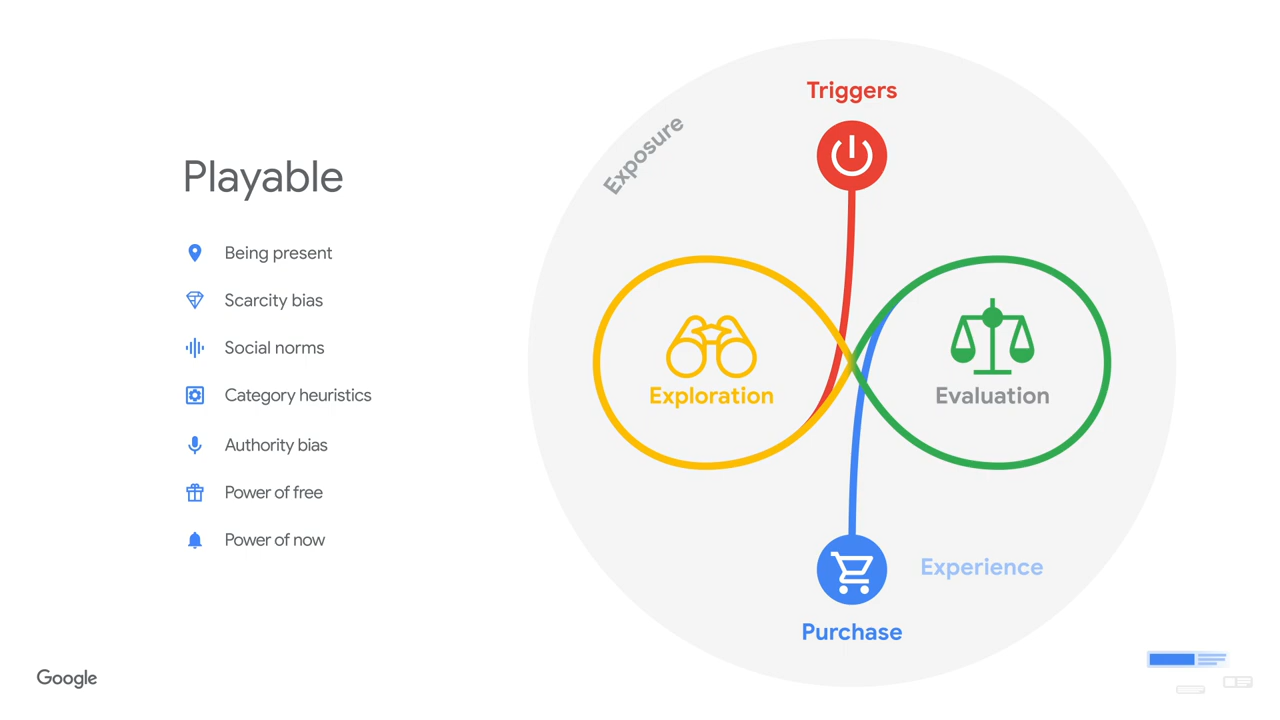 Playable
Being present
Scarcity bias
Social norms
Category heuristics
Authority bias
Power of free
Power of now
Google
Exposure
Triggers
Exploration
Evaluation
Experience
Purchase